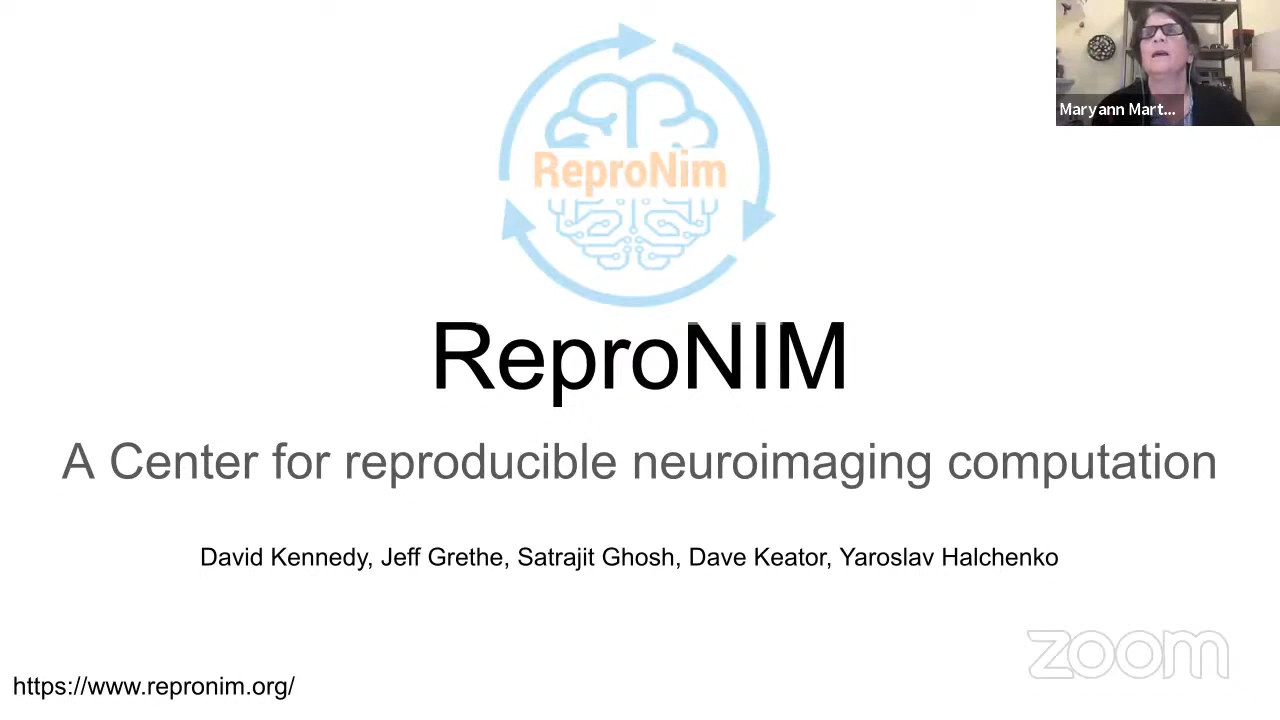 Maryann Mart...
ReproNim
ReproNIM
A Center for reproducible neuroimaging computation
David Kennedy, Jeff Grethe, Satrajit Ghosh, Dave Keator, Yaroslav Halchenko
zoom
https://www.repronim.org/